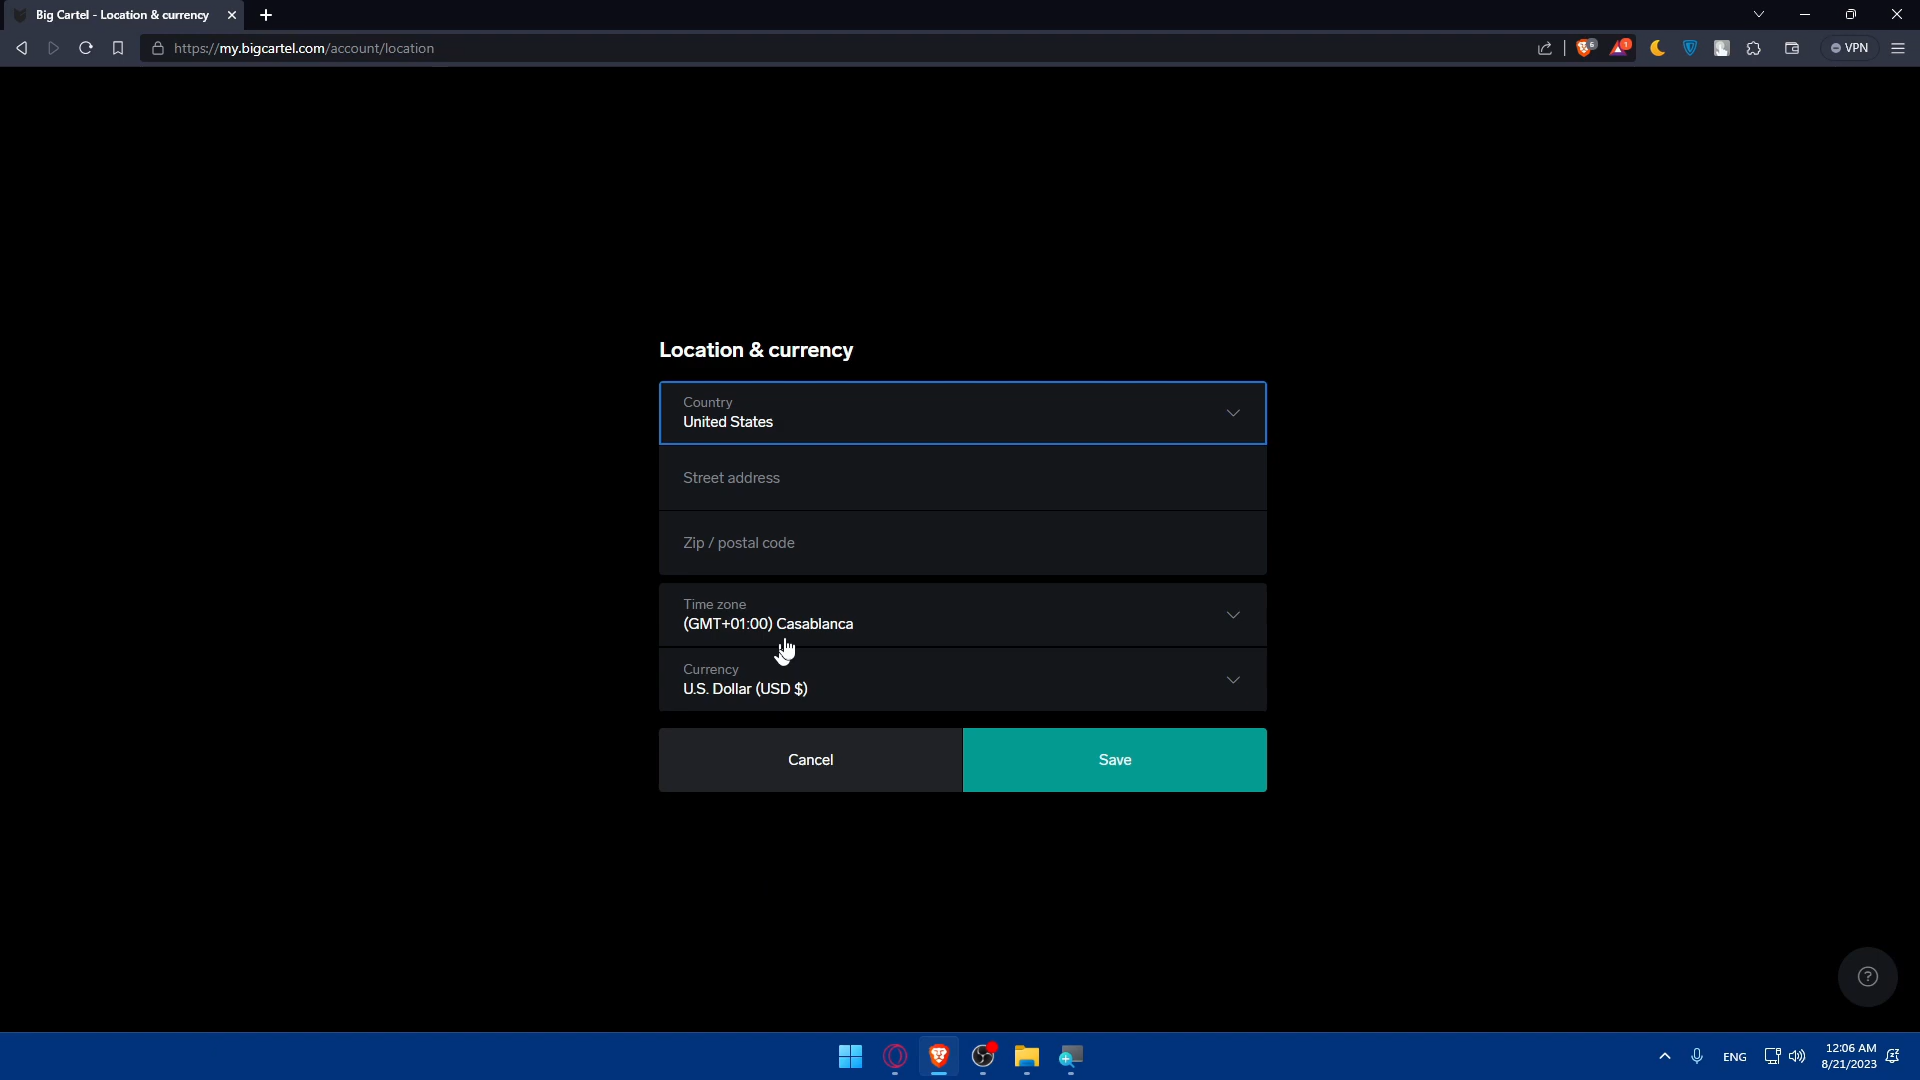 Big Cartel - Location & currency
https://my.bigcartel.com/account/location
6
1
VPN
Location & currency
Country
United States
Street address
Zip / postal code
Time zone
(GMT+01:00) Casablanca
Currency
U.S. Dollar (USD $)
Cancel
Save
ENG
12:06 AM
8/21/2023